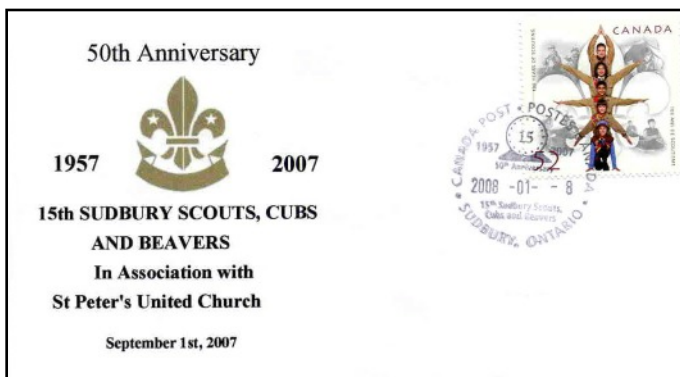 50th Anniversary
1957 2007
15th SUDBURY SCOUTS, CUBS
AND BEAVERS
In Association with
St Peter's United Church
September 1st, 2007
CANADA
52
CANADA POST • POSTES CANADA
15
1957 2007
50th Anniversary
2008 -01- -8
15th Sudbury Scouts,
Cubs and Beavers
SUDBURY, ONTARIO